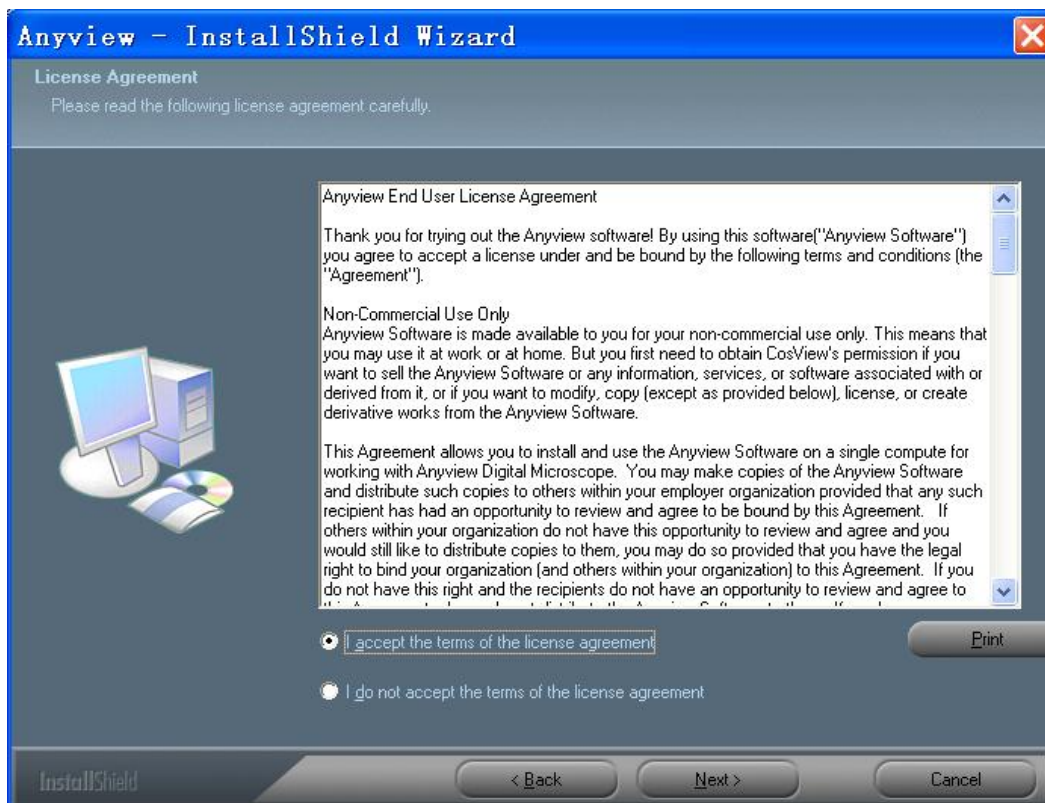 Anyview - InstallShield Wizard
License Agreement
Please read the following license agreement carefully.
Anyview End User License Agreement
Thank you for trying out the Anyview software! By using this software("Anyview Software")
you agree to accept a license under and be bound by the following terms and conditions (the
"Agreement").
Non-Commercial Use Only
Anyview Software is made available to you for your non-commercial use only. This means that
you may use it at work or at home. But you first need to obtain CosView's permission if you
want to sell the Anyview Software or any information, services, or software associated with or
derived from it, or if you want to modify, copy (except as provided below), license, or create
derivative works from the Anyview Software.
This Agreement allows you to install and use the Anyview Software on a single compute for
working with Anyview Digital Microscope. You may make copies of the Anyview Software
and distribute such copies to others within your employer organization provided that any such
recipient has had an opportunity to review and agree to be bound by this Agreement. If
others within your organization do not have this opportunity to review and agree and you
would still like to distribute copies to them, you may do so provided that you have the legal
right to bind your organization (and others within your organization) to this Agreement. If you
do not have this right and the recipients do not have an opportunity to review and agree to
I accept the terms of the license agreement
Print
I do not accept the terms of the license agreement
InstallShield
< Back
Next >
Cancel